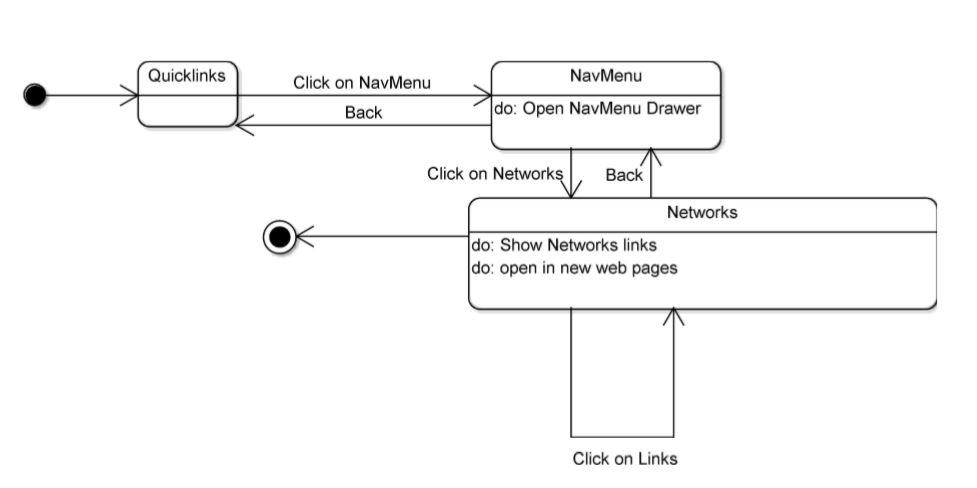 Quicklinks
Click on NavMenu
Back
NavMenu
do: Open NavMenu Drawer
Click on Networks
Back
Networks
do: Show Networks links
do: open in new web pages
Click on Links